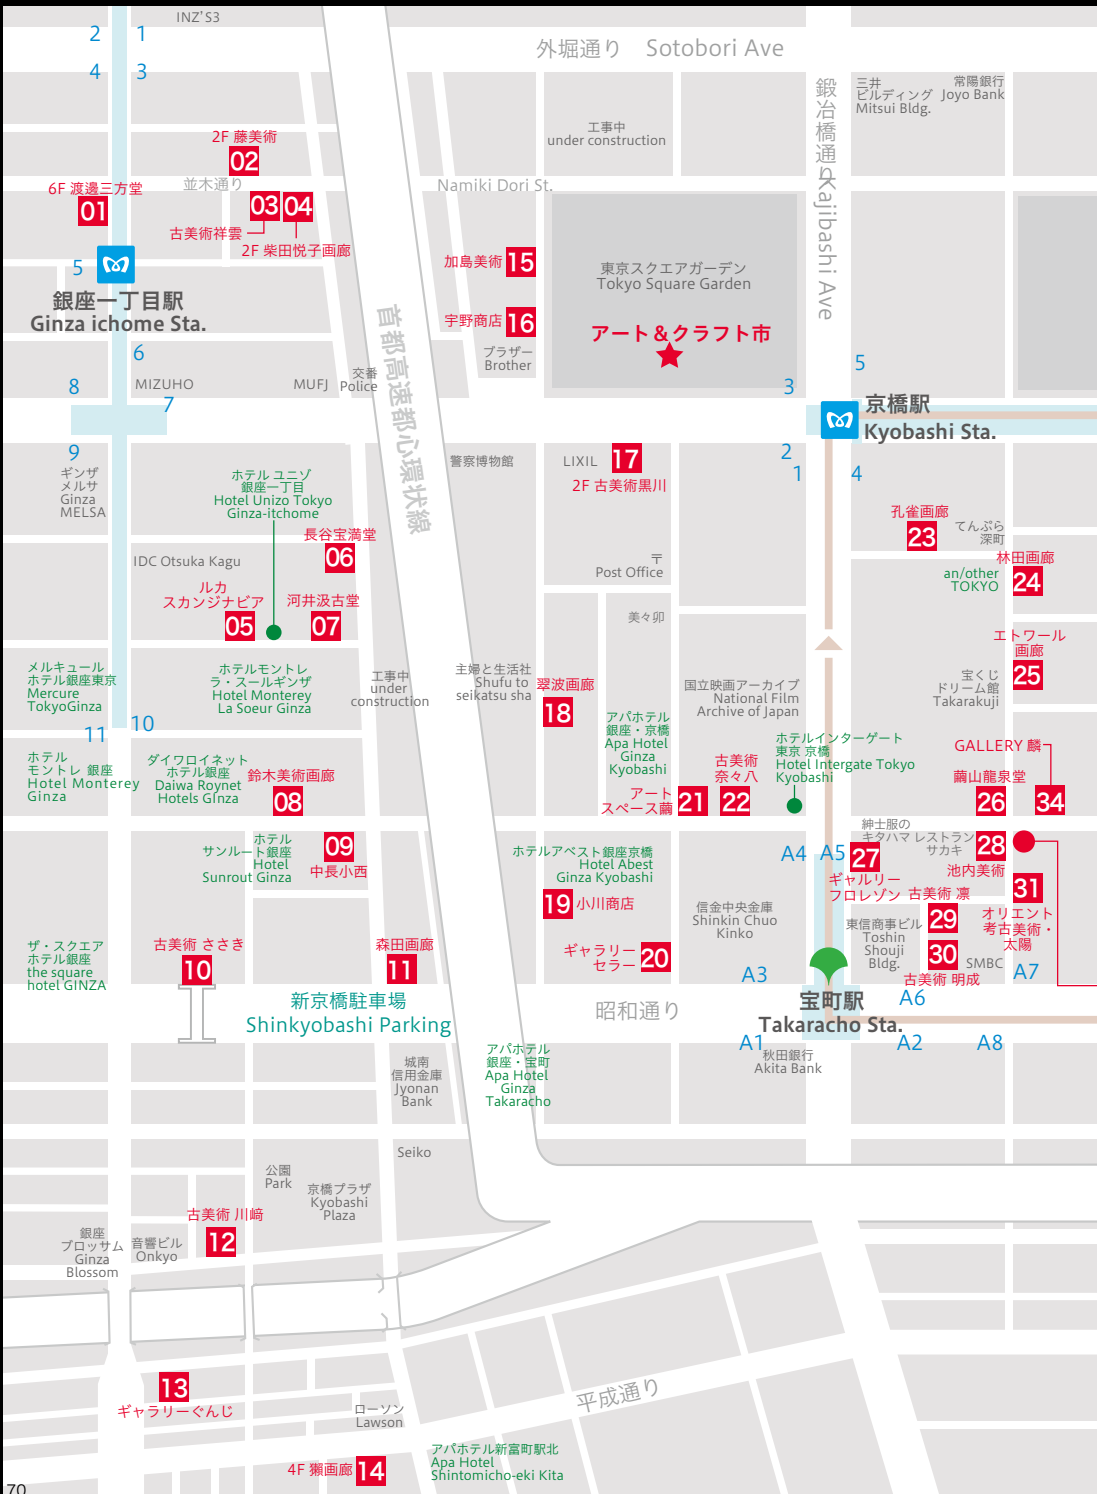 INZ'S3
2
1
4
3
外堀通り Sotobori Ave
三井
ビルディング
Mitsui Bldg.
常陽銀行
Joyo Bank
鍛冶橋通り Kajibashi Ave
工事中
under construction
2F 藤美術
02
並木通り
Namiki Dori St.
6F 渡邊三方堂
01
03
04
古美術祥雲
2F 柴田悦子画廊
5
銀座一丁目駅
Ginza ichome Sta.
加島美術
15
宇野商店
16
ブラザー
Brother
東京スクエアガーデン
Tokyo Square Garden
アート&クラフト市
首都高速都心環状線
6
8
MIZUHO
7
MUFJ
交番
Police
3
5
京橋駅
Kyobashi Sta.
9
ギンザ
メルサ
Ginza
MELSA
ホテル ユニゾ
銀座一丁目
Hotel Unizo Tokyo
Ginza-itchome
警察博物館
LIXIL
17
2F 古美術黒川
2
1
4
孔雀画廊
23
てんぷら
深町
長谷宝満堂
06
IDC Otsuka Kagu
〒
Post Office
林田画廊
24
an/other
TOKYO
ルカ
スカンジナビア
05
河井汲古堂
07
美々卯
エトワール
画廊
25
メルキュール
ホテル銀座東京
Mercure
TokyoGinza
ホテルモントレ
ラ・スールギンザ
Hotel Monterey
La Soeur Ginza
工事中
under
construction
主婦と生活社
Shufu to
seikatsu sha
翠波画廊
18
国立映画アーカイブ
National Film
Archive of Japan
宝くじ
ドリーム館
Takarakuji
11
10
ホテル
モントレ 銀座
Hotel Monterey
Ginza
ダイワロイネット
ホテル銀座
Daiwa Roynet
Hotels GInza
鈴木美術画廊
08
アパホテル
銀座・京橋
Apa Hotel
Ginza
Kyobashi
アート
スペース繭
21
古美術
奈々八
22
ホテルインターゲート
東京 京橋
Hotel Intergate Tokyo
Kyobashi
GALLERY 麟
繭山龍泉堂
26
34
ホテル
サンルート銀座
Hotel
Sunrout Ginza
09
中長小西
ホテルアベスト銀座京橋
Hotel Abest
Ginza Kyobashi
19
小川商店
A4
A5
27
ギャルリー
フロレゾン
紳士服の
キタハマ
レストラン
サカキ
28
池内美術
31
オリエント
考古美術・
太陽
信金中央金庫
Shinkin Chuo
Kinko
古美術 凛
29
東信商事ビル
Toshin
Shouji
Bldg.
30
古美術 明成
SMBC
ザ・スクエア
ホテル銀座
the square
hotel GINZA
古美術 ささき
10
森田画廊
11
ギャラリー
セラー
20
A3
A7
新京橋駐車場
Shinkyobashi Parking
昭和通り
宝町駅
Takaracho Sta.
A6
A1
A2
A8
秋田銀行
Akita Bank
城南
信用金庫
Jyonan
Bank
アパホテル
銀座・宝町
Apa Hotel
Ginza
Takaracho
Seiko
公園
Park
京橋プラザ
Kyobashi
Plaza
古美術 川﨑
12
銀座
ブロッサム
Ginza
Blossom
音響ビル
Onkyo
13
ギャラリーぐんじ
ローソン
Lawson
平成通り
4F 獺画廊
14
アパホテル新富町駅北
Apa Hotel
Shintomicho-eki Kita
70